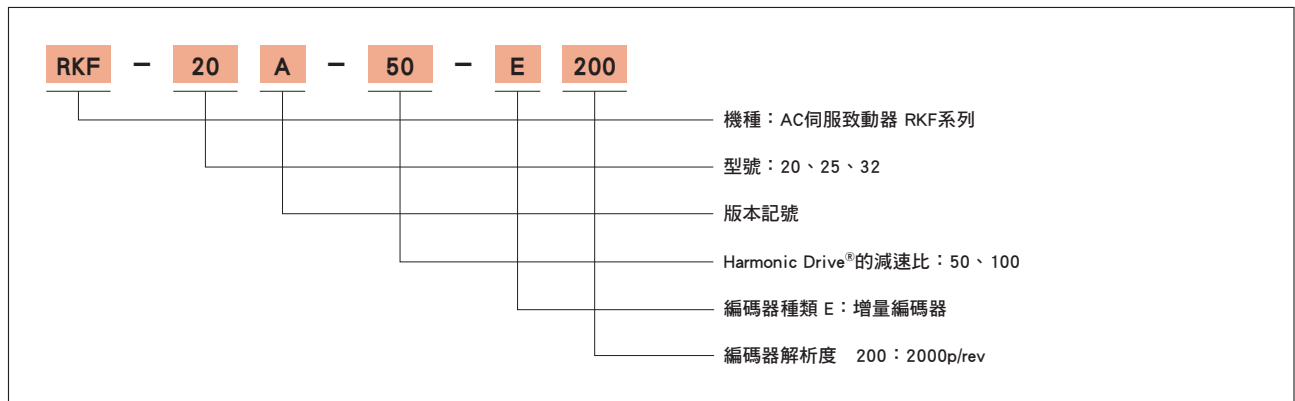 RKF - 20 A - 50 - E 200
機種：AC伺服致動器 RKF系列
型號：20、25、32
版本記號
Harmonic Drive®的減速比：50、100
編碼器種類 E：增量編碼器
編碼器解析度　200：2000p/rev